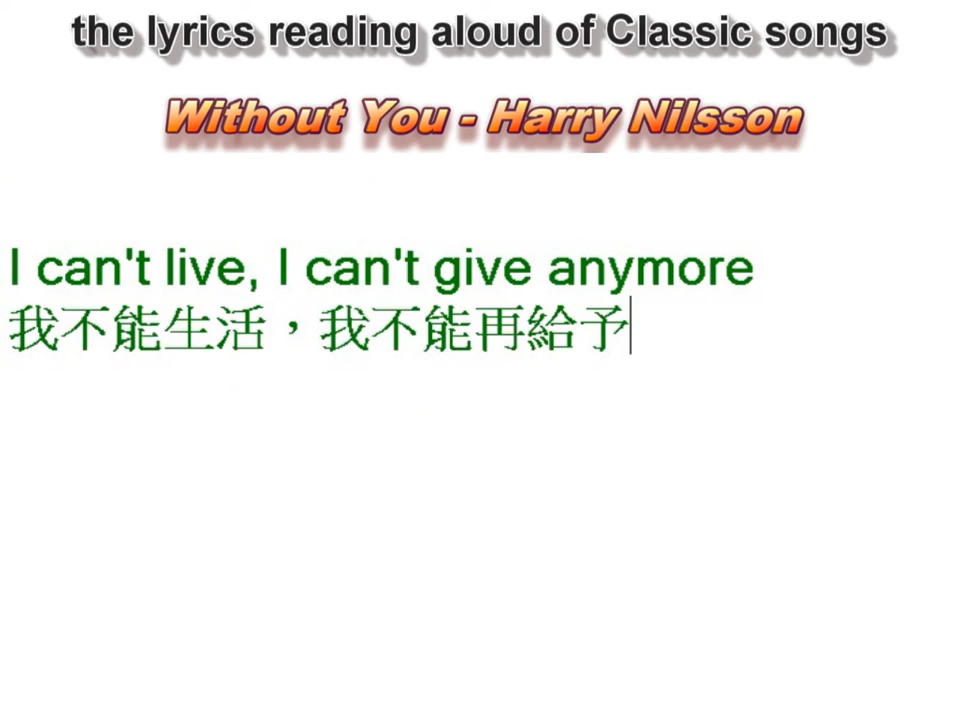 the lyrics reading aloud of Classic songs
Without You - Harry Nilsson
I can't live, I can't give anymore
我不能生活，我不能再給予